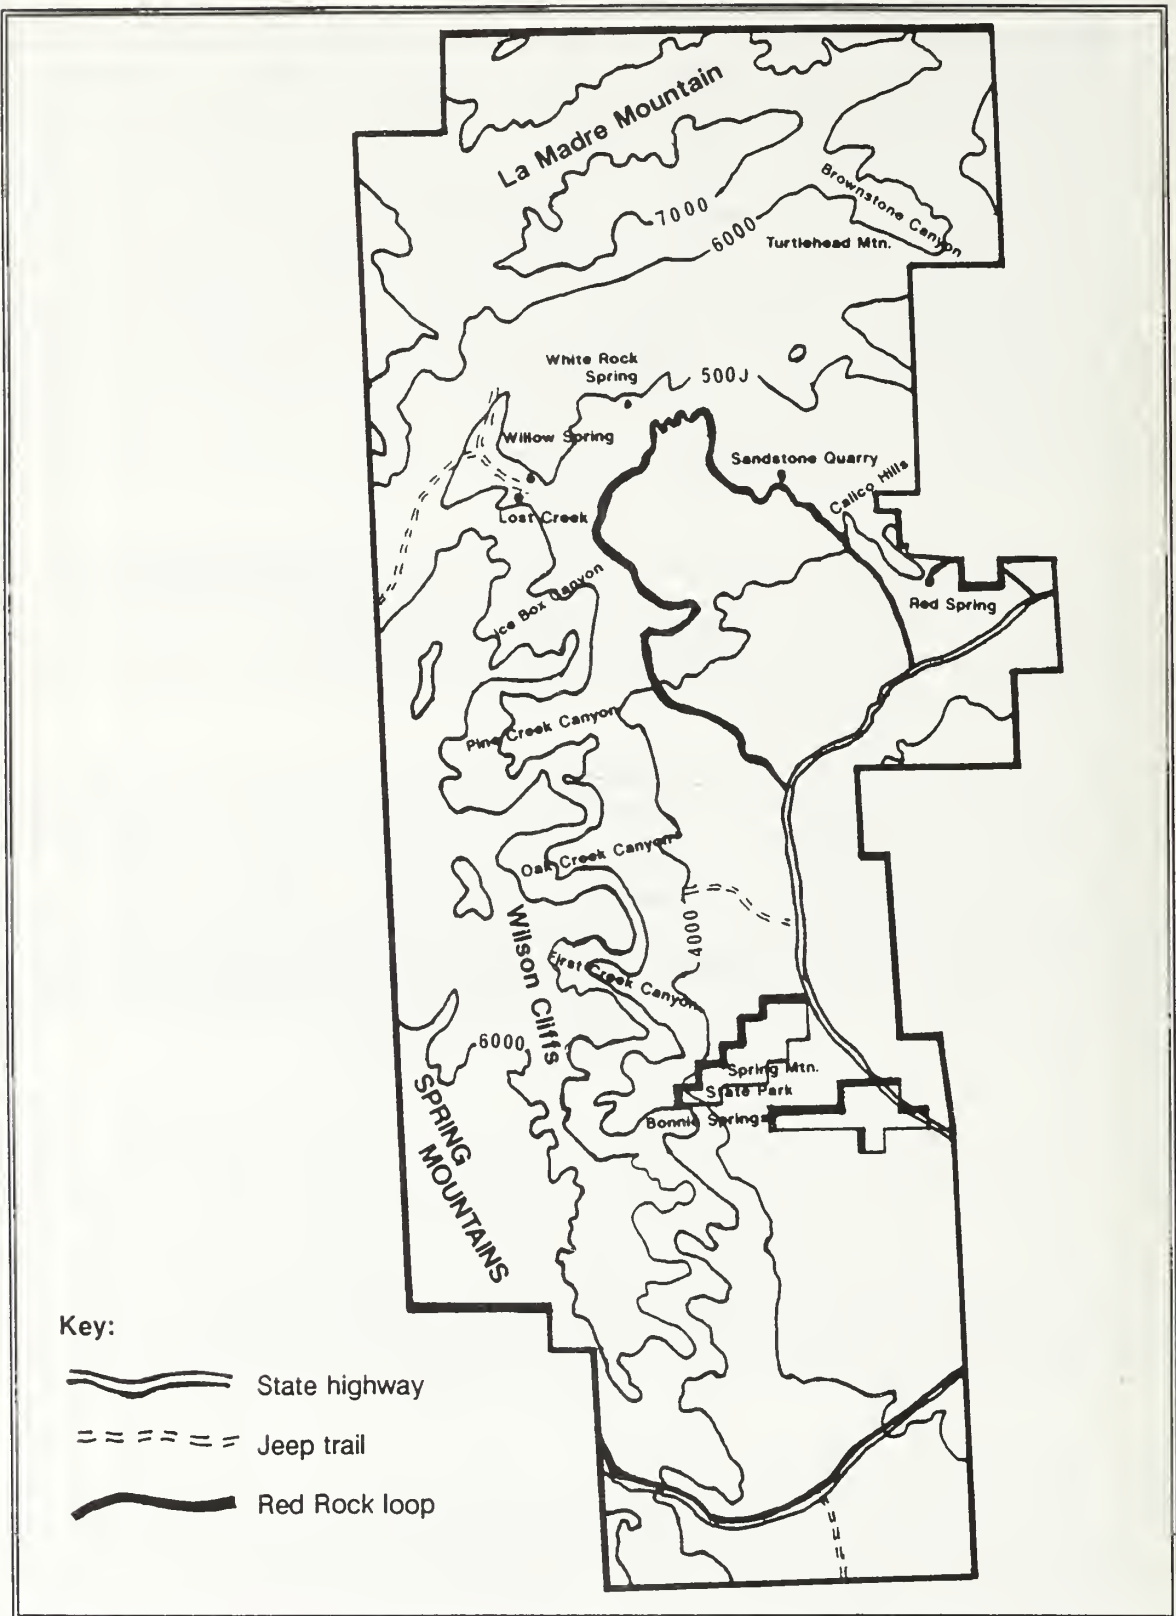 La Madre Mountain
Brownstone Canyon
7000
6000
Turtlehead Mtn.
White Rock
Spring
500J
Willow Spring
Sandstone Quarry
Calico Hills
Lost Creek
Ice Box Canyon
Red Spring
Pine Creek Canyon
Oak Creek Canyon
Wilson Cliffs
4000
First Creek Canyon
6000
Spring Mtn.
State Park
Bonnie Springs
SPRING
MOUNTAINS
Key:
State highway
Jeep trail
Red Rock loop